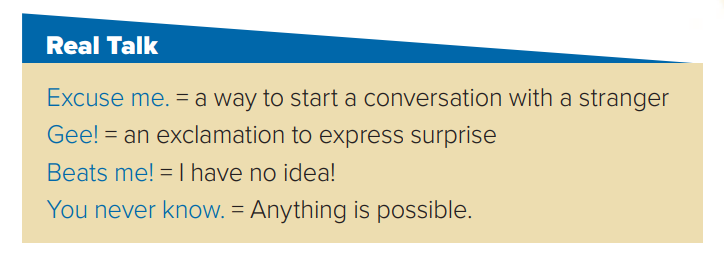 Real Talk
Excuse me. = a way to start a conversation with a stranger
Gee! = an exclamation to express surprise
Beats me! = I have no idea!
You never know. = Anything is possible.